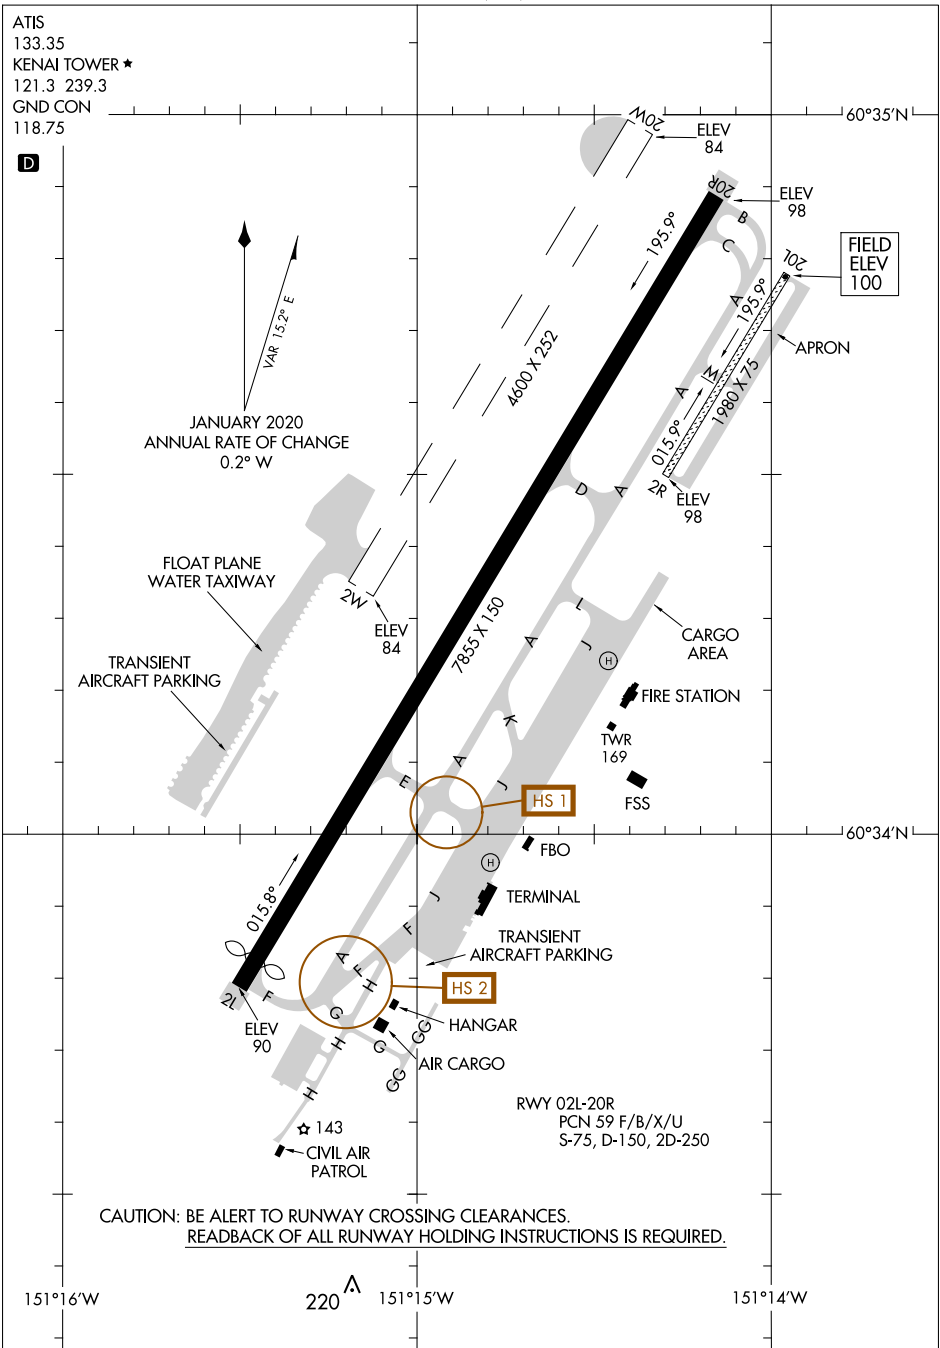 ATIS
133.35
KENAI TOWER ★
121.3 239.3
GND CON
118.75
D
20W
ELEV
84
60°35'N
20R
ELEV
98
B
C
195.9°
FIELD
ELEV
100
20L
A
195.9°
VAR 15.2° E
APRON
4600 X 252
M
1980 X 75
A
015.9°
JANUARY 2020
ANNUAL RATE OF CHANGE
0.2° W
D
A
2R
ELEV
98
FLOAT PLANE
WATER TAXIWAY
2W
ELEV
84
7855 X 150
L
A
J
H
CARGO
AREA
TRANSIENT
AIRCRAFT PARKING
FIRE STATION
K
TWR
169
A
E
J
HS 1
FSS
60°34'N
FBO
H
015.8°
J
TERMINAL
F
TRANSIENT
AIRCRAFT PARKING
A
F
H
HS 2
2L
F
G
HANGAR
ELEV
90
H
G
GG
AIR CARGO
GG
H
RWY 02L-20R
PCN 59 F/B/X/U
S-75, D-150, 2D-250
143
CIVIL AIR
PATROL
CAUTION: BE ALERT TO RUNWAY CROSSING CLEARANCES.
READBACK OF ALL RUNWAY HOLDING INSTRUCTIONS IS REQUIRED.
220
151°16'W
151°15'W
151°14'W